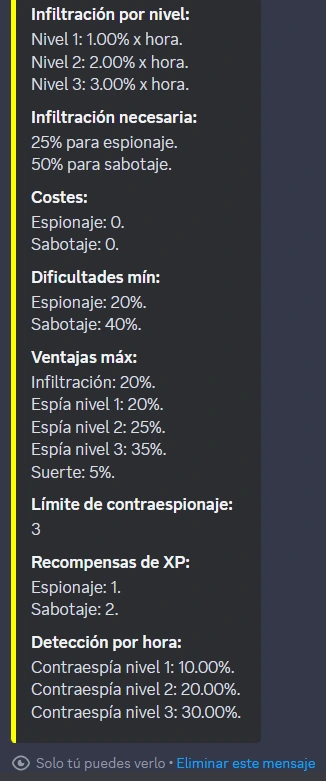 Infiltración por nivel:
Nivel 1: 1.00% x hora.
Nivel 2: 2.00% x hora.
Nivel 3: 3.00% x hora.
Infiltración necesaria:
25% para espionaje.
50% para sabotaje.
Costes:
Espionaje: 0.
Sabotaje: 0.
Dificultades mín:
Espionaje: 20%.
Sabotaje: 40%.
Ventajas máx:
Infiltración: 20%.
Espía nivel 1: 20%.
Espía nivel 2: 25%.
Espía nivel 3: 35%.
Suerte: 5%.
Límite de contraespionaje:
3
Recompensas de XP:
Espionaje: 1.
Sabotaje: 2.
Detección por hora:
Contraespía nivel 1: 10.00%.
Contraespía nivel 2: 20.00%.
Contraespía nivel 3: 30.00%.
Solo tú puedes verlo • Eliminar este mensaje